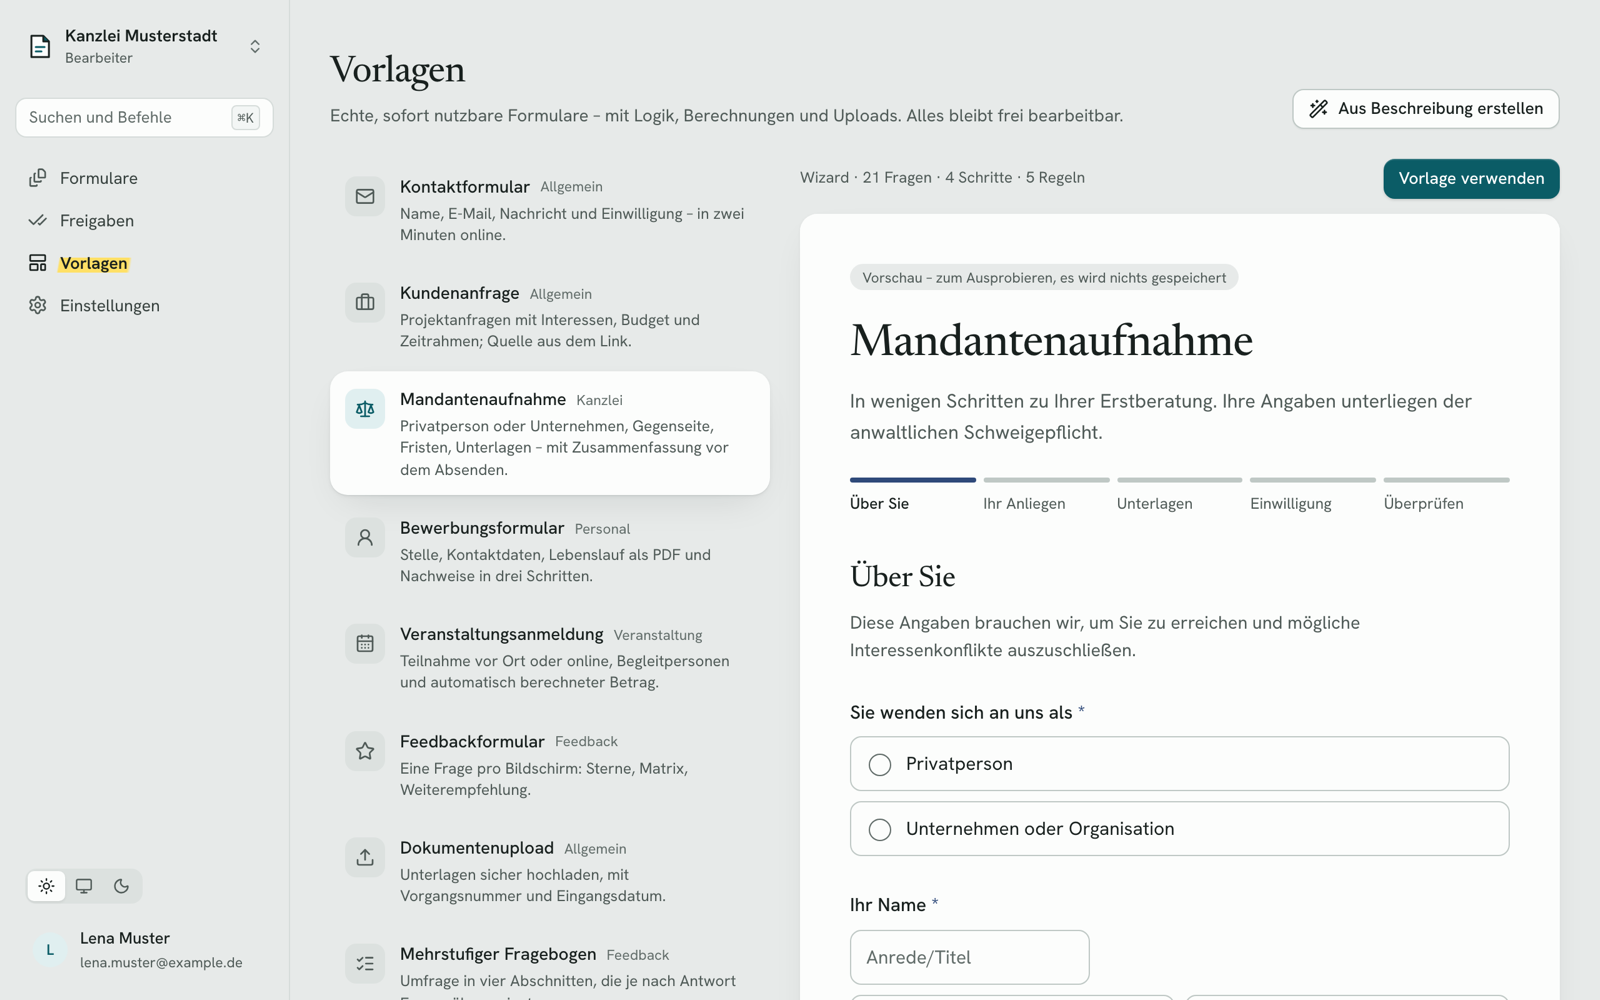 Kanzlei Musterstadt
Bearbeiter
Suchen und Befehle
⌘K
Formulare
Freigaben
Vorlagen
Einstellungen
L
Lena Muster
lena.muster@example.de
Vorlagen
Echte, sofort nutzbare Formulare – mit Logik, Berechnungen und Uploads. Alles bleibt frei bearbeitbar.
Aus Beschreibung erstellen
Kontaktformular Allgemein
Name, E-Mail, Nachricht und Einwilligung – in zwei
Minuten online.
Kundenanfrage Allgemein
Projektanfragen mit Interessen, Budget und
Zeitrahmen; Quelle aus dem Link.
Mandantenaufnahme Kanzlei
Privatperson oder Unternehmen, Gegenseite,
Fristen, Unterlagen – mit Zusammenfassung vor
dem Absenden.
Bewerbungsformular Personal
Stelle, Kontaktdaten, Lebenslauf als PDF und
Nachweise in drei Schritten.
Veranstaltungsanmeldung Veranstaltung
Teilnahme vor Ort oder online, Begleitpersonen
und automatisch berechneter Betrag.
Feedbackformular Feedback
Eine Frage pro Bildschirm: Sterne, Matrix,
Weiterempfehlung.
Dokumentenupload Allgemein
Unterlagen sicher hochladen, mit
Vorgangsnummer und Eingangsdatum.
Mehrstufiger Fragebogen Feedback
Umfrage in vier Abschnitten, die je nach Antwort
Wizard · 21 Fragen · 4 Schritte · 5 Regeln
Vorlage verwenden
Vorschau – zum Ausprobieren, es wird nichts gespeichert
Mandantenaufnahme
In wenigen Schritten zu Ihrer Erstberatung. Ihre Angaben unterliegen der
anwaltlichen Schweigepflicht.
Über Sie
Ihr Anliegen
Unterlagen
Einwilligung
Überprüfen
Über Sie
Diese Angaben brauchen wir, um Sie zu erreichen und mögliche
Interessenkonflikte auszuschließen.
Sie wenden sich an uns als *
Privatperson
Unternehmen oder Organisation
Ihr Name *
Anrede/Titel